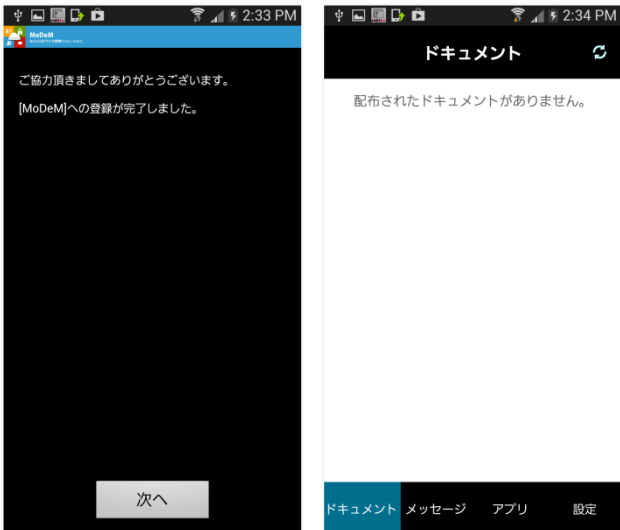 2:33 PM
MoDeM
ご協力頂きましてありがとうございます。
[MoDeM]への登録が完了しました。
次へ
2:34 PM
ドキュメント
配布されたドキュメントがありません。
ドキュメント メッセージ アプリ 設定